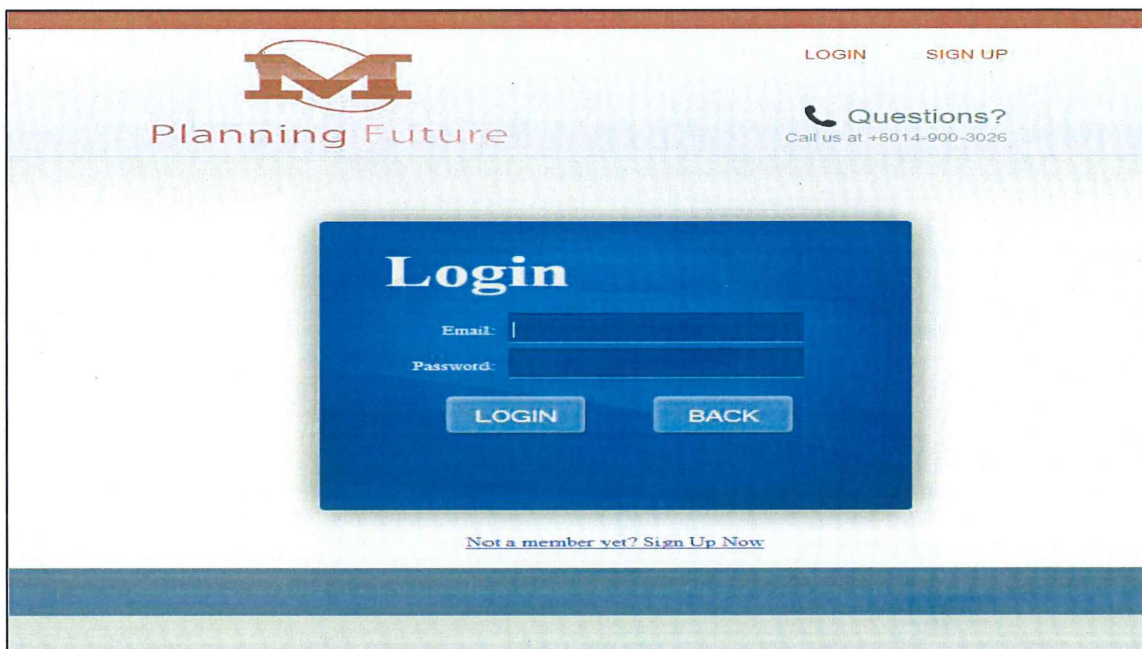 M
LOGIN SIGN UP
Planning Future
Questions?
Call us at +6014-900-3026
Login
Email:
Password:
LOGIN BACK
Not a member yet? Sign Up Now